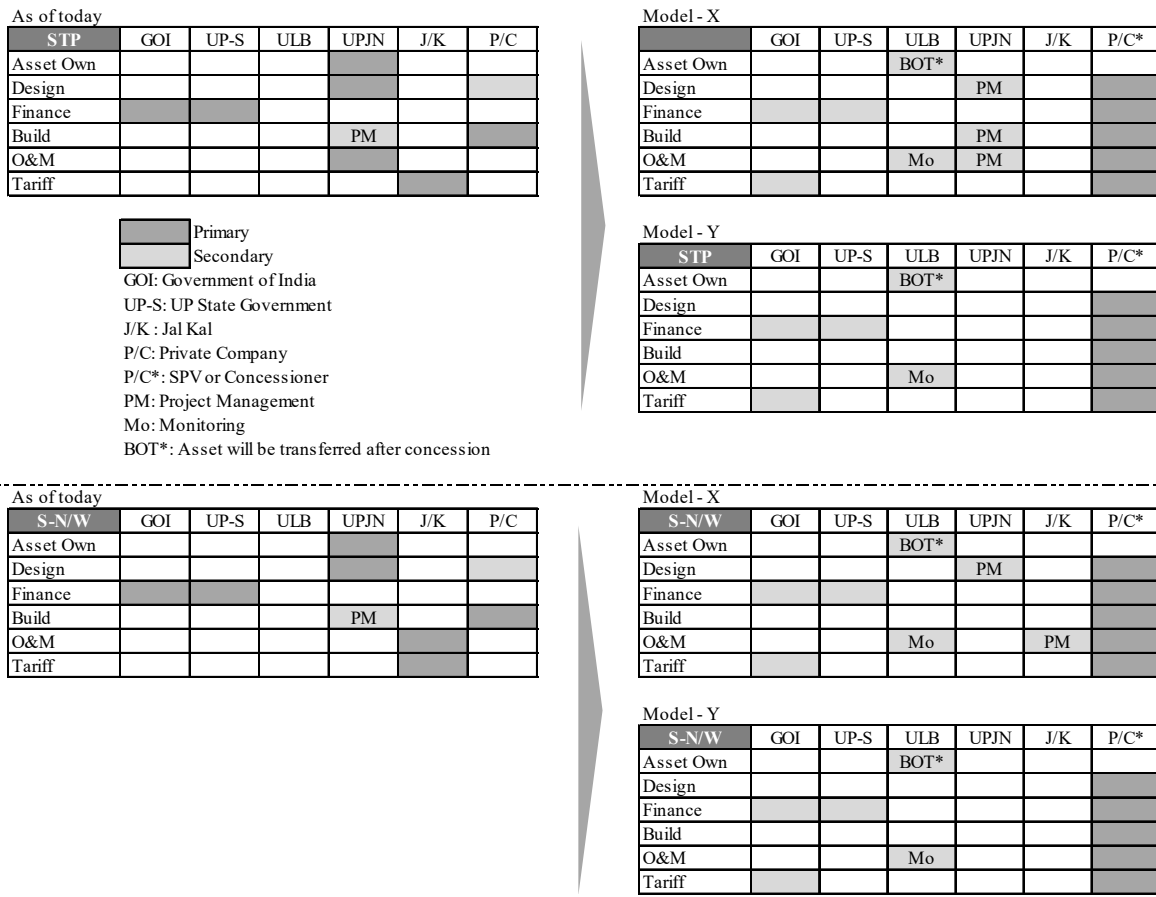 As of today
STP GOI UP-S ULB UPJN J/K P/C
Asset Own
Design
Finance
Build PM
O&M
Tariff
Primary
Secondary
GOI: Government of India
UP-S: UP State Government
J/K : Jal Kal
P/C: Private Company
P/C*: SPV or Concessioner
PM: Project Management
Mo: Monitoring
BOT*: Asset will be transferred after concession
Model - X
GOI UP-S ULB UPJN J/K P/C*
Asset Own BOT*
Design PM
Finance
Build PM
O&M Mo PM
Tariff
Model - Y
STP GOI UP-S ULB UPJN J/K P/C*
Asset Own BOT*
Design
Finance
Build
O&M Mo
Tariff
As of today
S-N/W GOI UP-S ULB UPJN J/K P/C
Asset Own
Design
Finance
Build PM
O&M
Tariff
Model - X
S-N/W GOI UP-S ULB UPJN J/K P/C*
Asset Own BOT*
Design PM
Finance
Build
O&M Mo PM
Tariff
Model - Y
S-N/W GOI UP-S ULB UPJN J/K P/C*
Asset Own BOT*
Design
Finance
Build
O&M Mo
Tariff